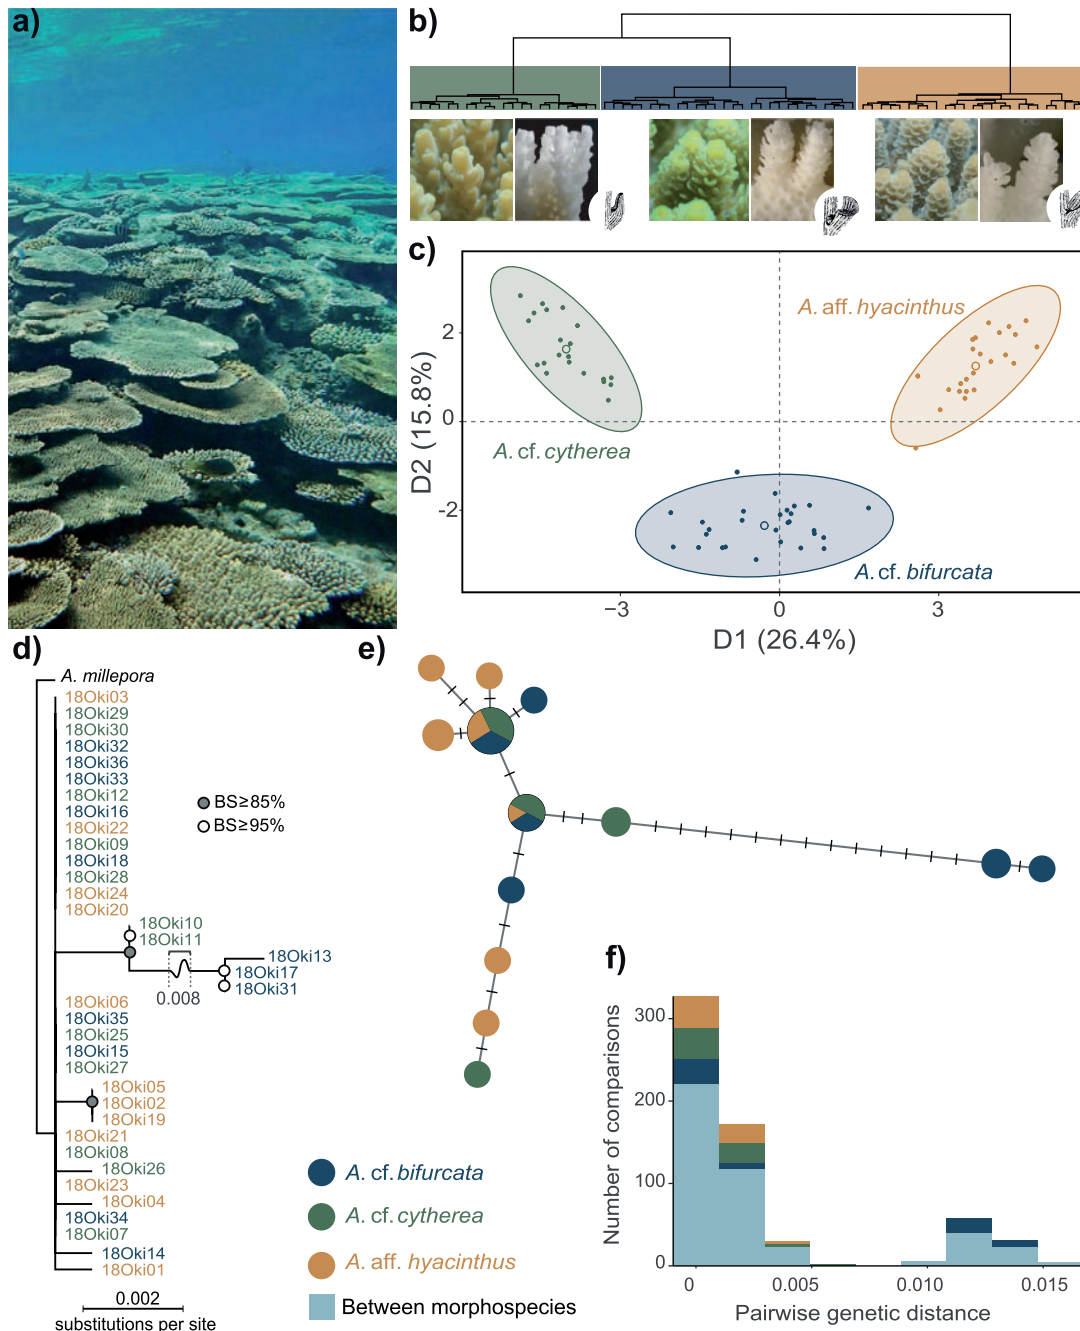 a)
b)
c)
A. aff. hyacinthus
A. cf. cytherea
A. cf. bifurcata
D2 (15.8%)
2
0
-2
−3
0
3
D1 (26.4%)
d)
A. millepora
18Oki03
18Oki29
18Oki30
18Oki32
18Oki36
18Oki33
18Oki12
18Oki16
18Oki22
18Oki09
18Oki18
18Oki28
18Oki24
18Oki20
18Oki10
18Oki11
18Oki13
18Oki17
18Oki31
0.008
18Oki06
18Oki35
18Oki25
18Oki15
18Oki27
18Oki05
18Oki02
18Oki19
18Oki21
18Oki08
18Oki26
18Oki23
18Oki04
18Oki34
18Oki07
18Oki14
18Oki01
BS≥85%
BS≥95%
0.002
substitutions per site
e)
A. cf. bifurcata
A. cf. cytherea
A. aff. hyacinthus
Between morphospecies
f)
Number of comparisons
300
200
100
0
0
0.005
0.010
0.015
Pairwise genetic distance